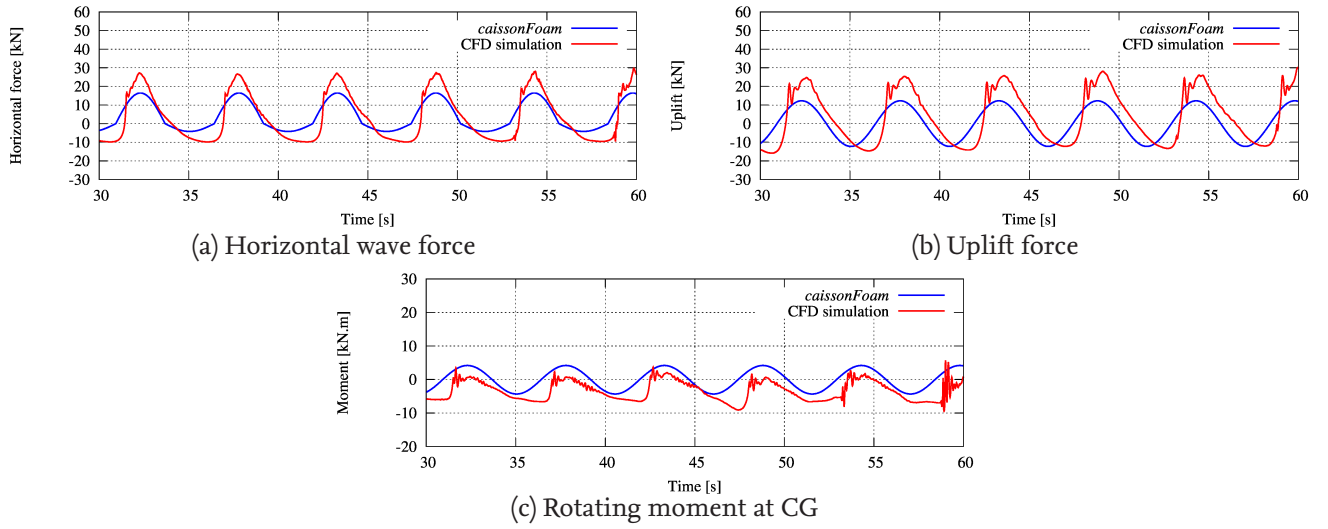 60
50
40
30
20
10
0
-10
-20
-30
Horizontal force [kN]
caissonFoam
CFD simulation
30 35 40 45 50 55 60
Time [s]
(a) Horizontal wave force
60
50
40
30
20
10
0
-10
-20
-30
Uplift [kN]
caissonFoam
CFD simulation
30 35 40 45 50 55 60
Time [s]
(b) Uplift force
30
20
10
0
-10
-20
Moment [kN.m]
caissonFoam
CFD simulation
30 35 40 45 50 55 60
Time [s]
(c) Rotating moment at CG